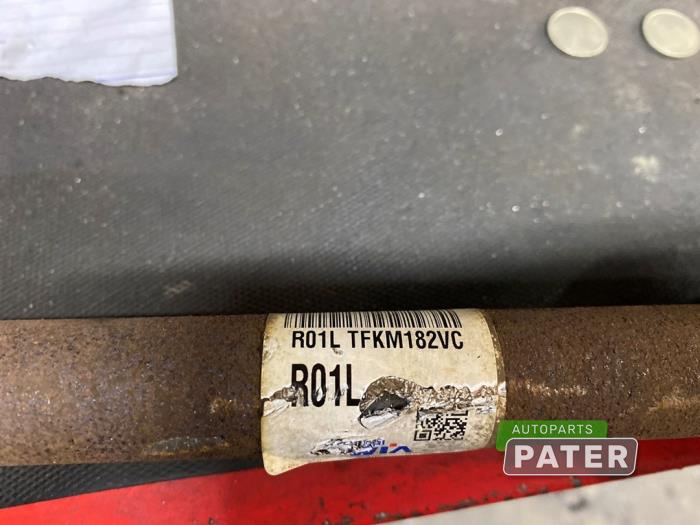 R01L TFKM182VC
R01L
AUTOPARTS
PATER